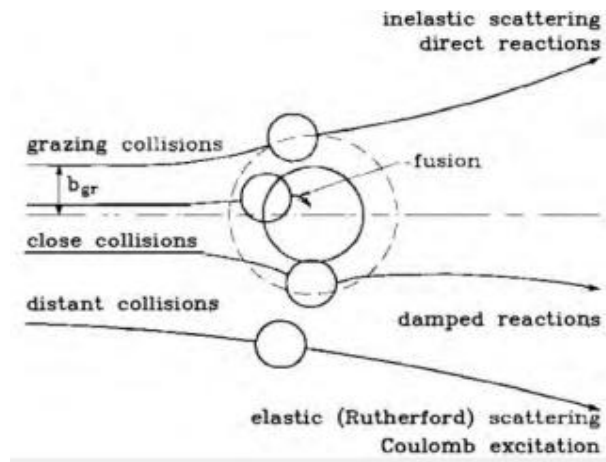 inelastic scattering
direct reactions
grazing collisions
b_gr
fusion
close collisions
distant collisions
damped reactions
elastic (Rutherford) scattering
Coulomb excitation